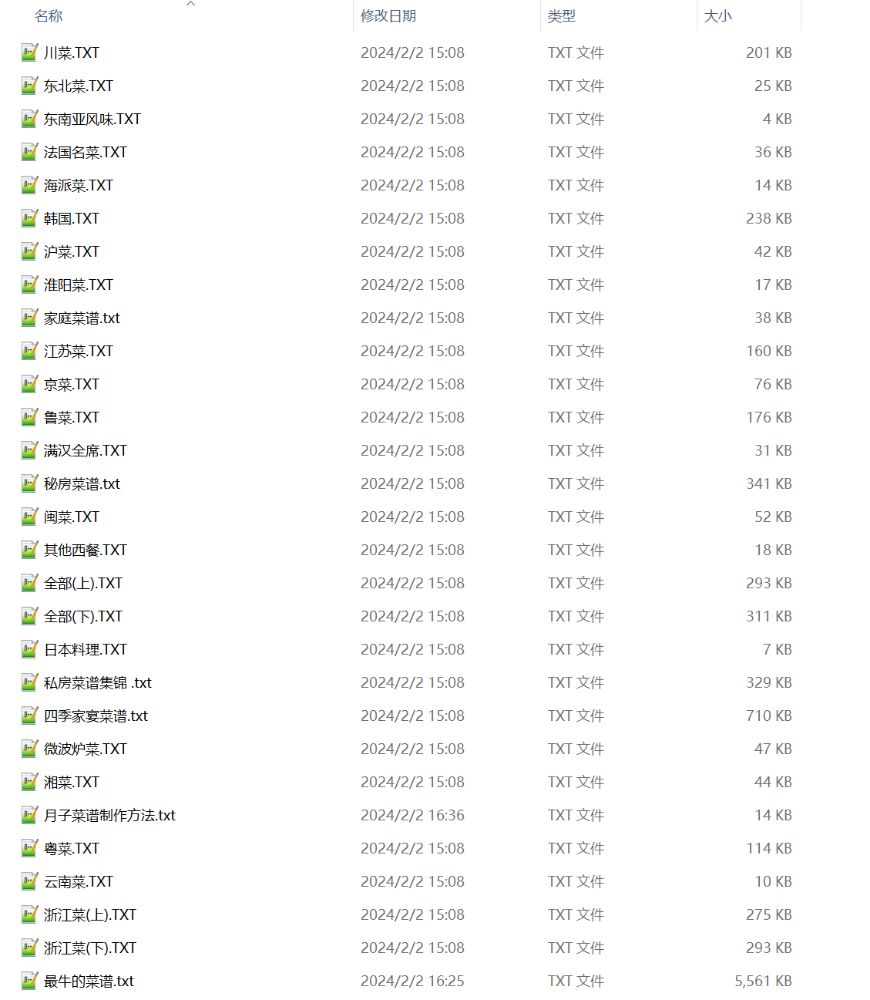 名称 修改日期 类型 大小
川菜.TXT 2024/2/2 15:08 TXT 文件 201 KB
东北菜.TXT 2024/2/2 15:08 TXT 文件 25 KB
东南亚风味.TXT 2024/2/2 15:08 TXT 文件 4 KB
法国名菜.TXT 2024/2/2 15:08 TXT 文件 36 KB
海派菜.TXT 2024/2/2 15:08 TXT 文件 14 KB
韩国.TXT 2024/2/2 15:08 TXT 文件 238 KB
沪菜.TXT 2024/2/2 15:08 TXT 文件 42 KB
淮阳菜.TXT 2024/2/2 15:08 TXT 文件 17 KB
家庭菜谱.txt 2024/2/2 15:08 TXT 文件 38 KB
江苏菜.TXT 2024/2/2 15:08 TXT 文件 160 KB
京菜.TXT 2024/2/2 15:08 TXT 文件 76 KB
鲁菜.TXT 2024/2/2 15:08 TXT 文件 176 KB
满汉全席.TXT 2024/2/2 15:08 TXT 文件 31 KB
秘房菜谱.txt 2024/2/2 15:08 TXT 文件 341 KB
闽菜.TXT 2024/2/2 15:08 TXT 文件 52 KB
其他西餐.TXT 2024/2/2 15:08 TXT 文件 18 KB
全部(上).TXT 2024/2/2 15:08 TXT 文件 293 KB
全部(下).TXT 2024/2/2 15:08 TXT 文件 311 KB
日本料理.TXT 2024/2/2 15:08 TXT 文件 7 KB
私房菜谱集锦 .txt 2024/2/2 15:08 TXT 文件 329 KB
四季家宴菜谱.txt 2024/2/2 15:08 TXT 文件 710 KB
微波炉菜.TXT 2024/2/2 15:08 TXT 文件 47 KB
湘菜.TXT 2024/2/2 15:08 TXT 文件 44 KB
月子菜谱制作方法.txt 2024/2/2 16:36 TXT 文件 14 KB
粤菜.TXT 2024/2/2 15:08 TXT 文件 114 KB
云南菜.TXT 2024/2/2 15:08 TXT 文件 10 KB
浙江菜(上).TXT 2024/2/2 15:08 TXT 文件 275 KB
浙江菜(下).TXT 2024/2/2 15:08 TXT 文件 293 KB
最牛的菜谱.txt 2024/2/2 16:25 TXT 文件 5,561 KB